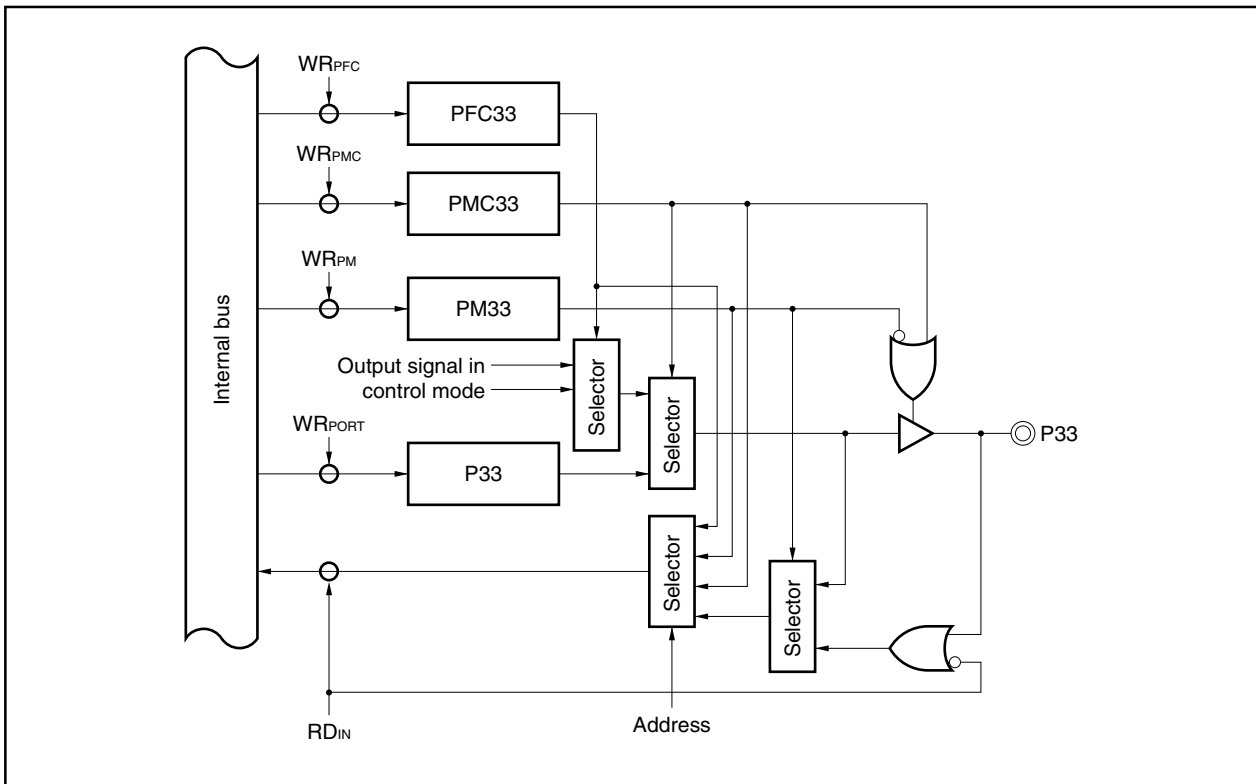 WRPFC
PFC33
WRPMC
PMC33
WRPM
PM33
Internal bus
Output signal in
control mode
Selector
Selector
WRPORT
P33
P33
Selector
Selector
RDIN
Address